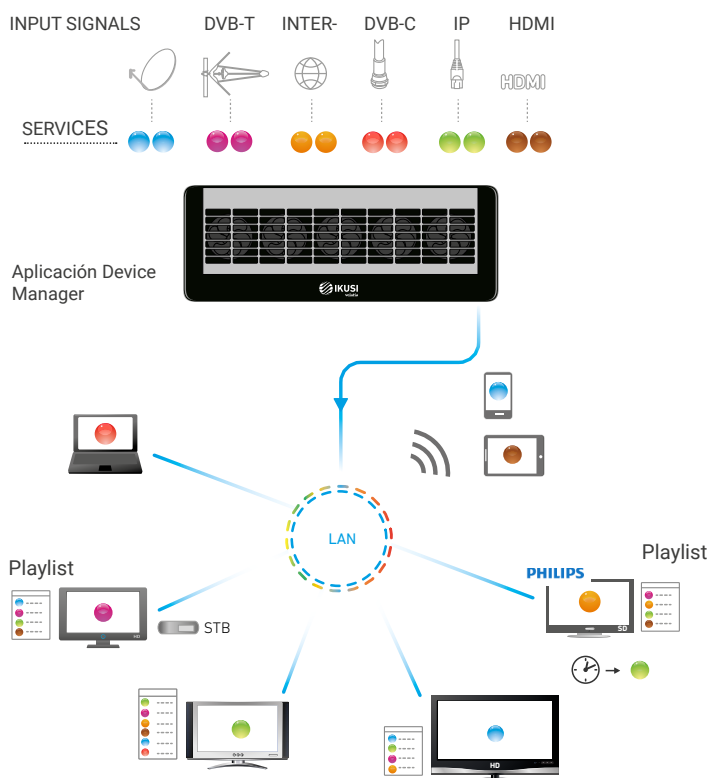 INPUT SIGNALS DVB-T INTER- DVB-C IP HDMI
HDMI
SERVICES
Aplicación Device
Manager
IKUSI
LAN
Playlist
Playlist
PHILIPS
SD
HD
STB
HD